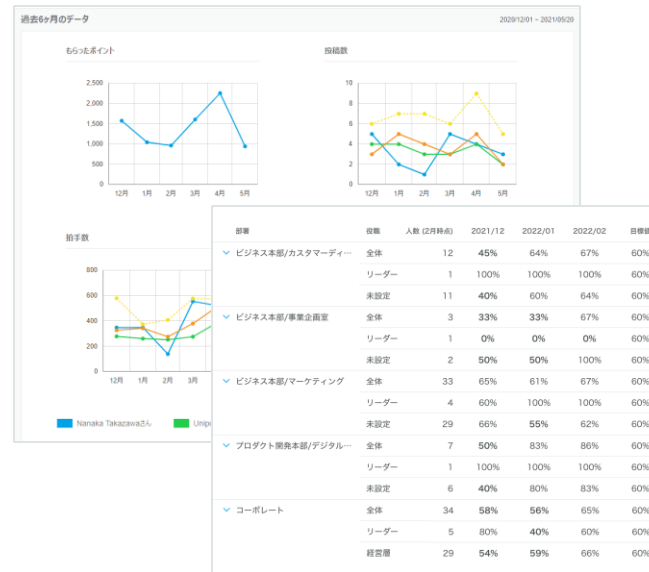 過去6ヶ月のデータ
2020/12/01 ~ 2021/05/20
もらったポイント
投稿数
2,500
2,000
1,500
1,000
500
0
12月 1月 2月 3月 4月 5月
10
8
6
4
2
0
12月 1月 2月 3月 4月 5月
拍手数
800
600
400
200
0
12月 1月 2月 3月
Nanaka Takazawaさん
部署 役職 人数 (2月時点) 2021/12 2022/01 2022/02 目標値
ビジネス本部/カスタマーディ… 全体 12 45% 64% 67% 60%
リーダー 1 100% 100% 100% 60%
未設定 11 40% 60% 64% 60%
ビジネス本部/事業企画室 全体 3 33% 33% 67% 60%
リーダー 1 0% 0% 0% 60%
未設定 2 50% 50% 100% 60%
ビジネス本部/マーケティング 全体 33 65% 61% 67% 60%
リーダー 4 60% 100% 100% 60%
未設定 29 66% 55% 62% 60%
プロダクト開発本部/デジタル… 全体 7 50% 83% 86% 60%
リーダー 1 100% 100% 100% 60%
未設定 6 40% 80% 83% 60%
コーポレート 全体 34 58% 56% 65% 60%
リーダー 5 80% 40% 60% 60%
経営層 29 54% 59% 66% 60%